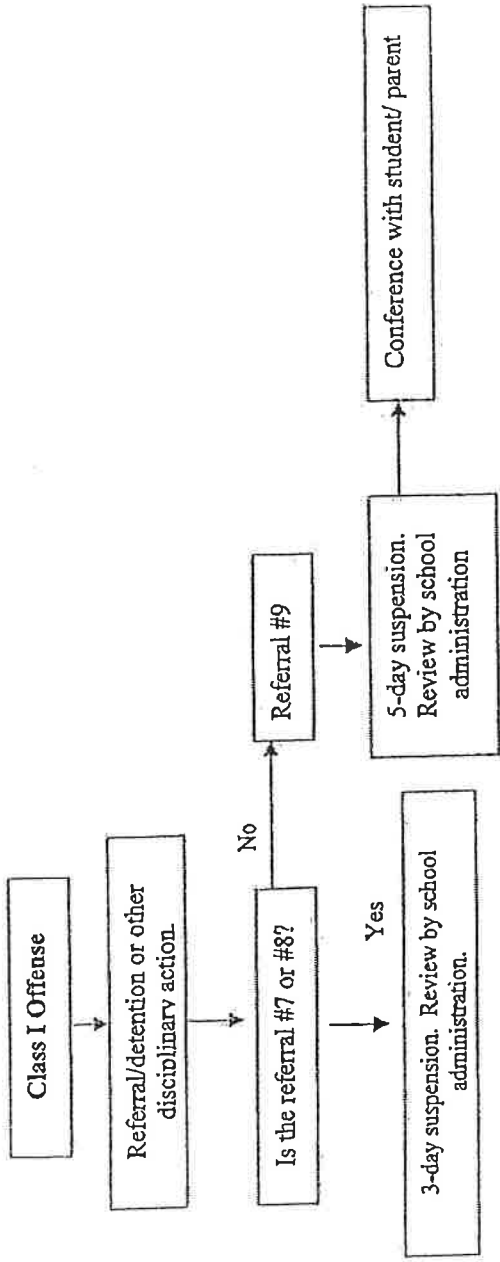 Class I Offense
Referral/detention or other
disciplinary action.
Is the referral #7 or #8?
No
Referral #9
Yes
3-day suspension. Review by school
administration.
5-day suspension.
Review by school
administration
Conference with student/ parent